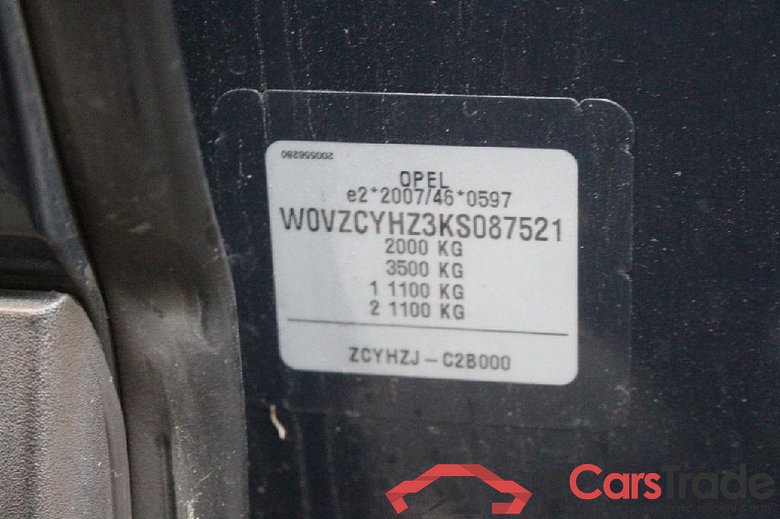 200556280
OPEL
e2*2007/46*0597
W0VZCYHZ3KS087521
2000 KG
3500 KG
1 1100 KG
2 1100 KG
ZCYHZJ - C2B000
CarsTrade